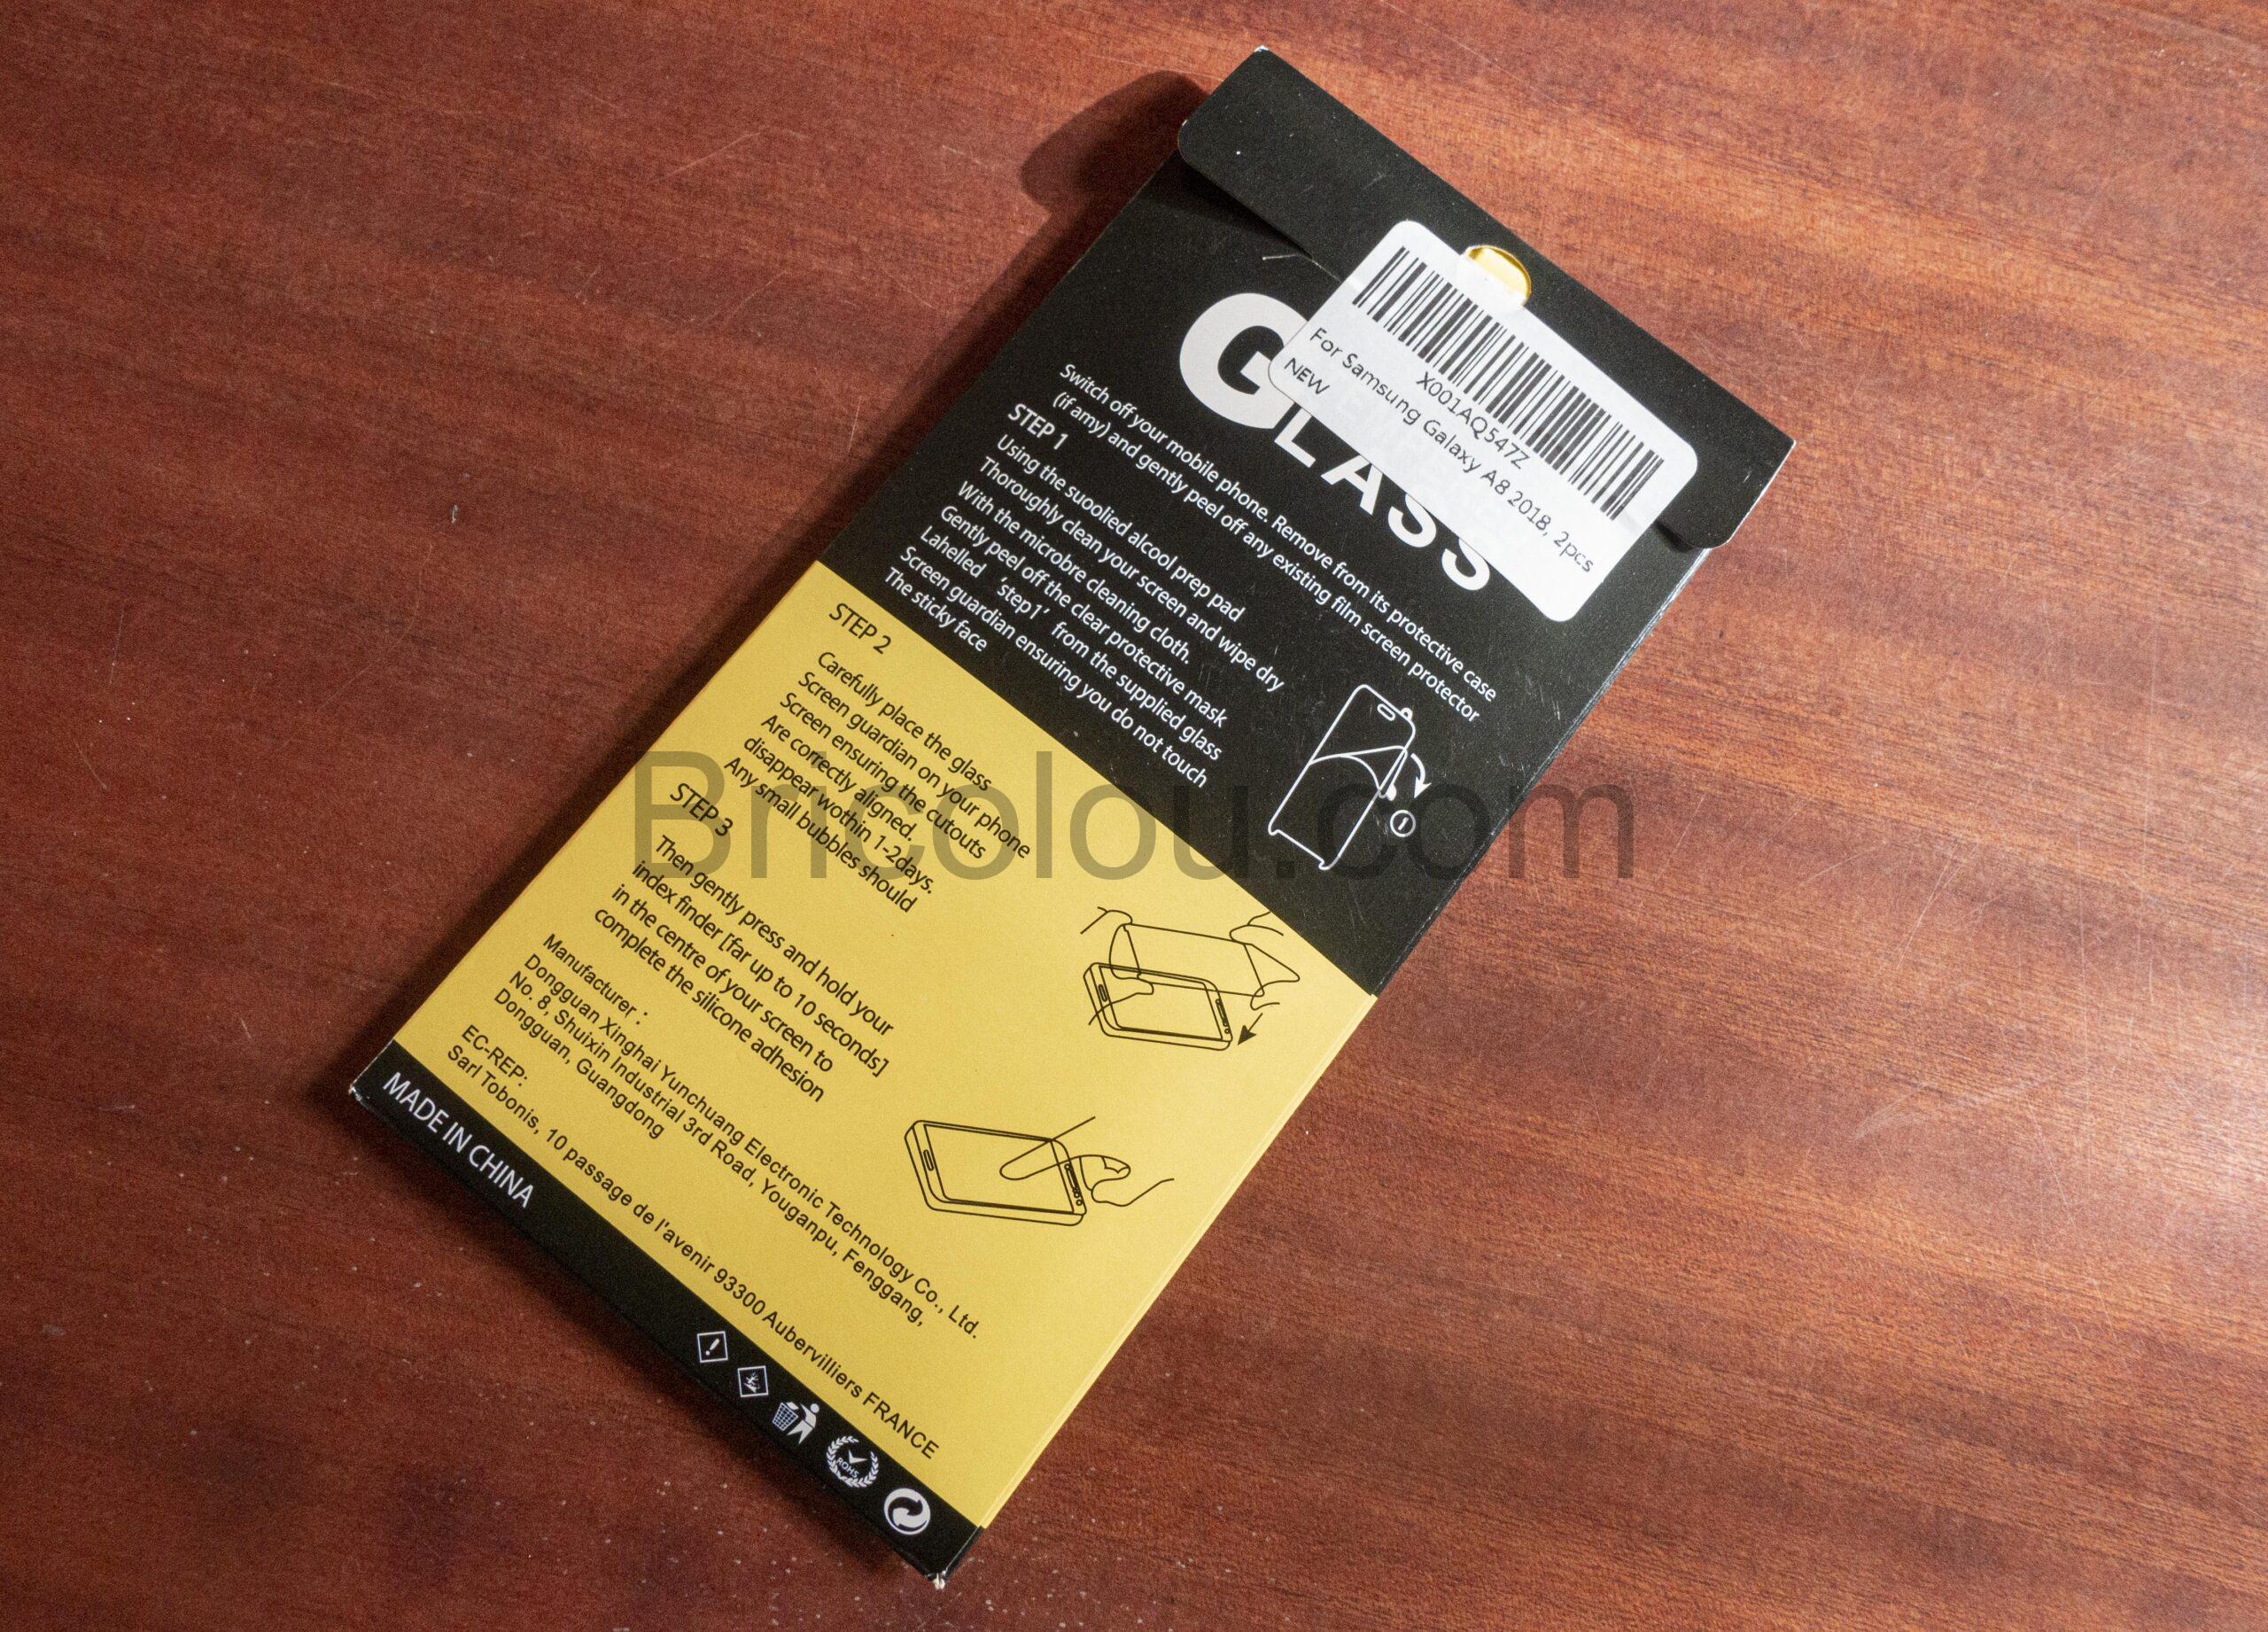 X001AQ547Z
For Samsung Galaxy A8 2018, 2pcs
NEW
GLASS
Switch off your mobile phone. Remove from its protective case
(if amy) and gently peel off any existing film screen protector
STEP 1
Using the suoolied alcool prep pad
Thoroughly clean your screen and wipe dry
With the microbre cleaning cloth.
Gently peel off the clear protective mask
Lahelled 'step1' from the supplied glass
Screen guardian ensuring you do not touch
The sticky face
1
STEP 2
Carefully place the glass
Screen guardian on your phone
Screen ensuring the cutouts
Are correctly aligned.
disappear wothin 1-2days.
Any small bubbles should
STEP 3
Then gently press and hold your
index finder [far up to 10 seconds]
in the centre of your screen to
complete the silicone adhesion
Manufacturer :
Dongguan Xinghai Yunchuang Electronic Technology Co., Ltd.
No. 8, Shuixin Industrial 3rd Road, Youganpu, Fenggang,
Dongguan, Guangdong
EC-REP:
Sarl Tobonis, 10 passage de l'avenir 93300 Aubervilliers FRANCE
MADE IN CHINA
ROHS
Bricolou.com